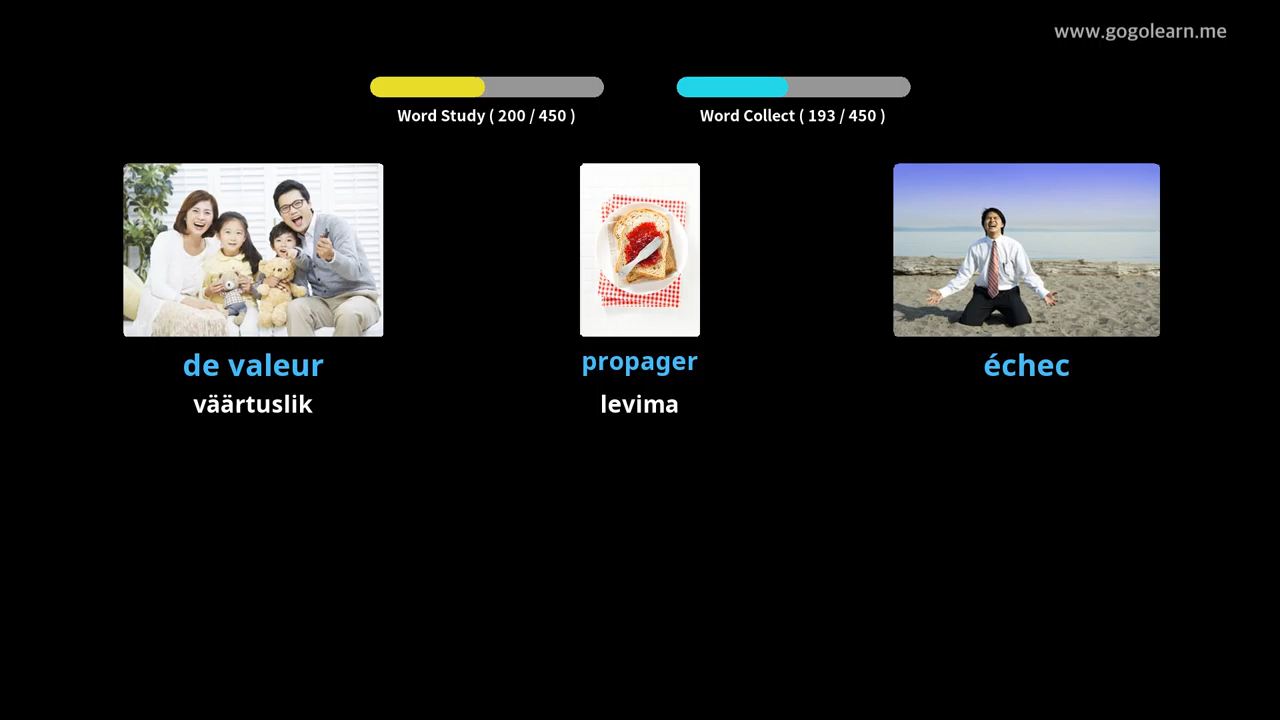 www.gogolearn.me
Word Study ( 200 / 450 )
Word Collect ( 193 / 450 )
de valeur
propager
échec
väärtuslik
levima